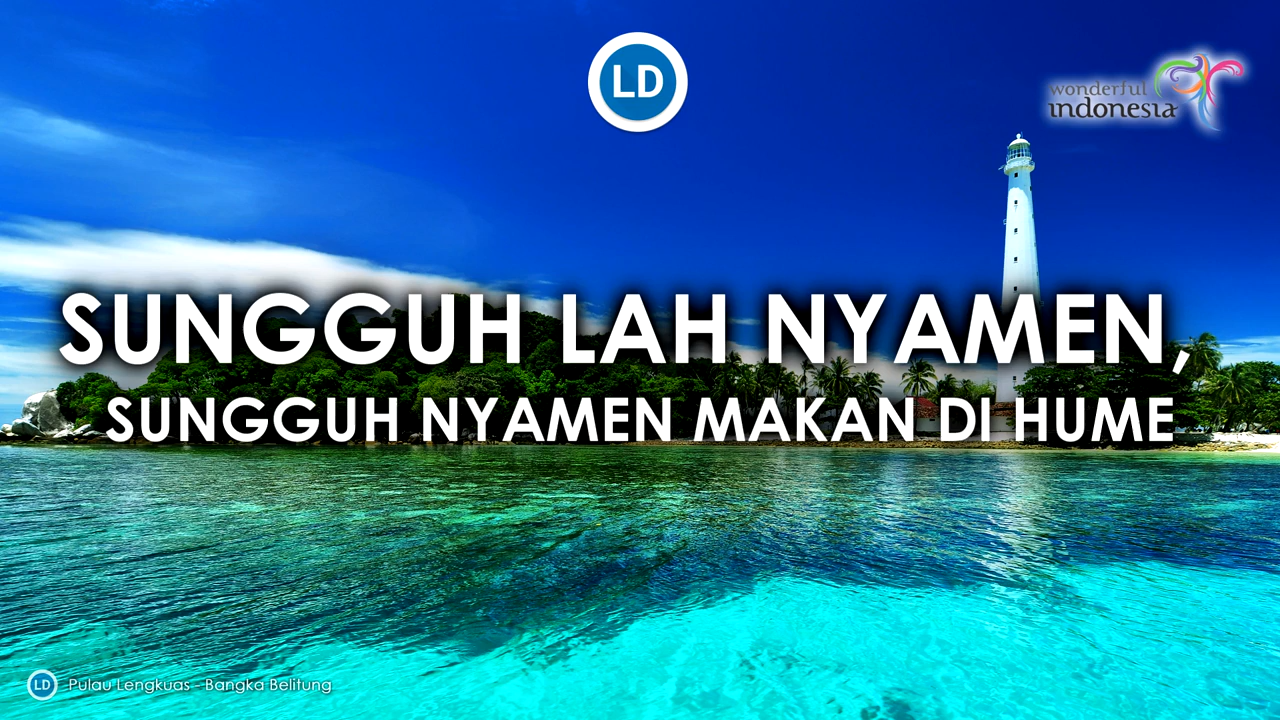 LD
wonderful
indonesia
SUNGGUH LAH NYAMEN,
SUNGGUH NYAMEN MAKAN DI HUME
LD Pulau Lengkuas - Bangka Belitung